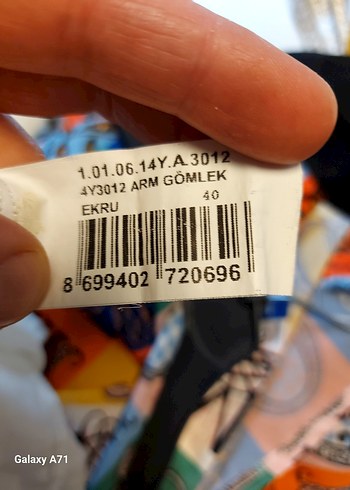 1.01.06.14Y.A.3012
4Y3012 ARM GÖMLEK
EKRU 40
8 699402 720696
Galaxy A71